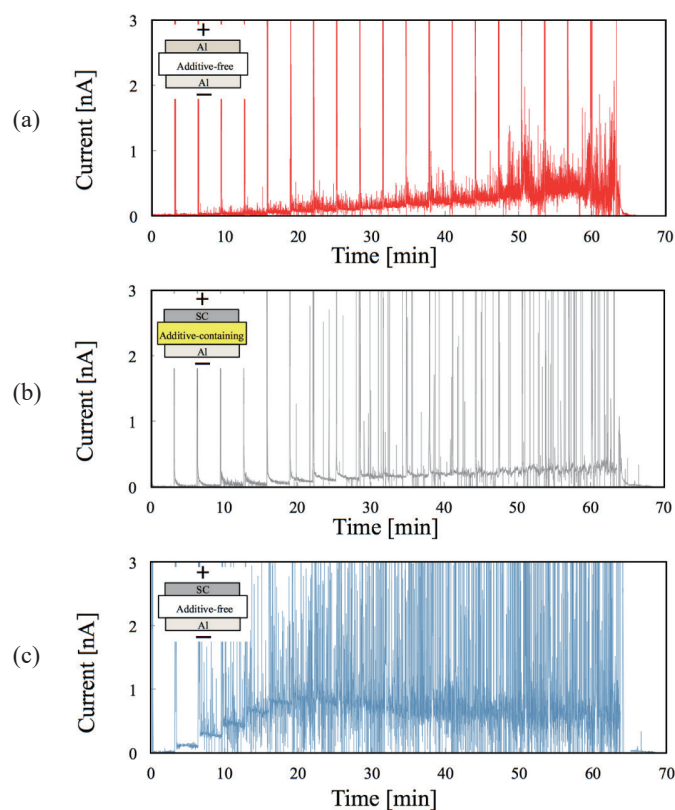 (a)
Current [nA]
3
2
1
0
+
Al
Additive-free
Al
−
0 10 20 30 40 50 60 70
Time [min]
(b)
Current [nA]
3
2
1
0
+
SC
Additive-containing
Al
−
0 10 20 30 40 50 60 70
Time [min]
(c)
Current [nA]
3
2
1
0
+
SC
Additive-free
Al
−
0 10 20 30 40 50 60 70
Time [min]